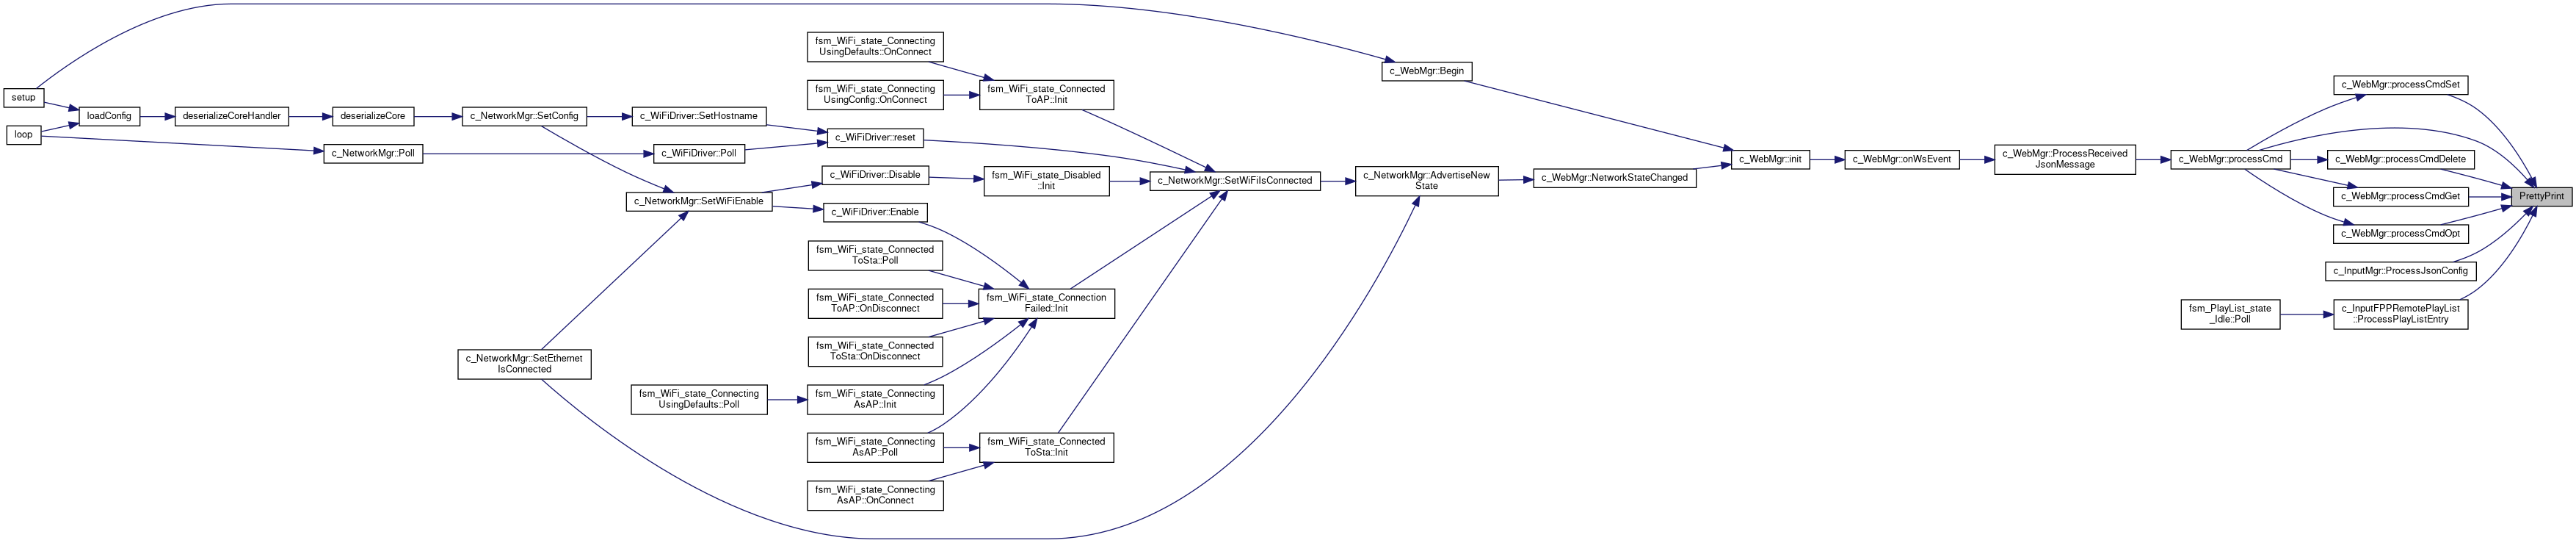 setup
loop
loadConfig
deserializeCoreHandler
deserializeCore
c_NetworkMgr::Poll
c_NetworkMgr::SetConfig
c_NetworkMgr::SetEthernet
IsConnected
c_WiFiDriver::SetHostname
c_WiFiDriver::Poll
c_NetworkMgr::SetWiFiEnable
fsm_WiFi_state_Connecting
UsingDefaults::Poll
fsm_WiFi_state_Connecting
UsingDefaults::OnConnect
fsm_WiFi_state_Connecting
UsingConfig::OnConnect
c_WiFiDriver::reset
c_WiFiDriver::Disable
c_WiFiDriver::Enable
fsm_WiFi_state_Connected
ToSta::Poll
fsm_WiFi_state_Connected
ToAP::OnDisconnect
fsm_WiFi_state_Connected
ToSta::OnDisconnect
fsm_WiFi_state_Connecting
AsAP::Init
fsm_WiFi_state_Connecting
AsAP::Poll
fsm_WiFi_state_Connecting
AsAP::OnConnect
fsm_WiFi_state_Connected
ToAP::Init
fsm_WiFi_state_Disabled
::Init
fsm_WiFi_state_Connection
Failed::Init
fsm_WiFi_state_Connected
ToSta::Init
c_NetworkMgr::SetWiFiIsConnected
c_WebMgr::Begin
c_NetworkMgr::AdvertiseNew
State
c_WebMgr::NetworkStateChanged
c_WebMgr::init
c_WebMgr::onWsEvent
c_WebMgr::ProcessReceived
JsonMessage
c_WebMgr::processCmd
fsm_PlayList_state
_Idle::Poll
c_WebMgr::processCmdSet
c_WebMgr::processCmdDelete
c_WebMgr::processCmdGet
c_WebMgr::processCmdOpt
c_InputMgr::ProcessJsonConfig
c_InputFPPRemotePlayList
::ProcessPlayListEntry
PrettyPrint